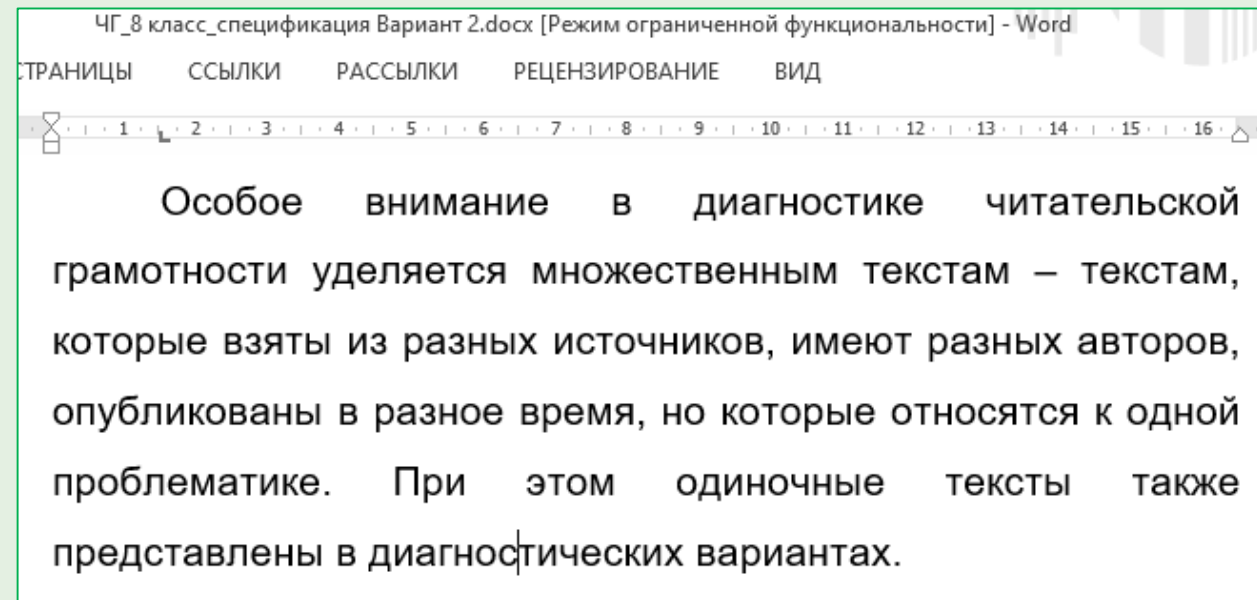 ЧГ_8 класс_спецификация Вариант 2.docx [Режим ограниченной функциональности] - Word
СТРАНИЦЫ ССЫЛКИ РАССЫЛКИ РЕЦЕНЗИРОВАНИЕ ВИД
1 2 3 4 5 6 7 8 9 10 11 12 13 14 15 16
Особое внимание в диагностике читательской
грамотности уделяется множественным текстам – текстам,
которые взяты из разных источников, имеют разных авторов,
опубликованы в разное время, но которые относятся к одной
проблематике. При этом одиночные тексты также
представлены в диагностических вариантах.